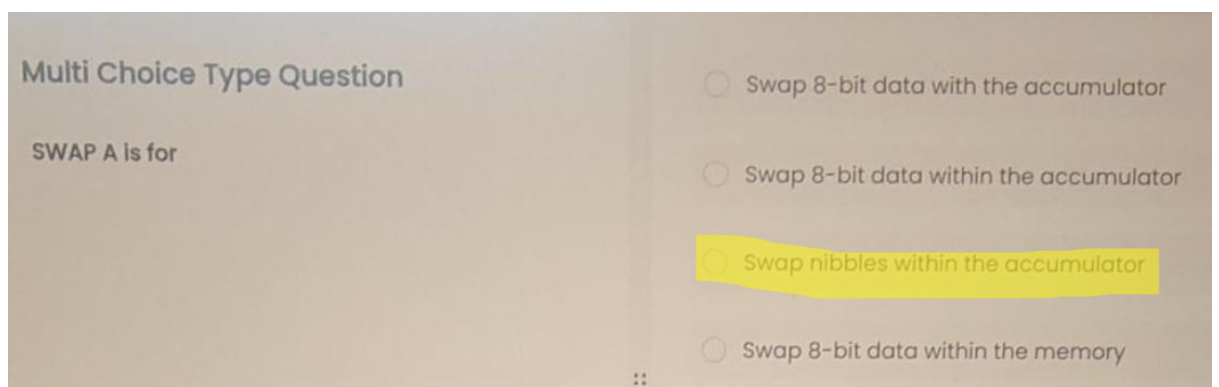 Multi Choice Type Question
SWAP A is for
Swap 8-bit data with the accumulator
Swap 8-bit data within the accumulator
Swap nibbles within the accumulator
Swap 8-bit data within the memory